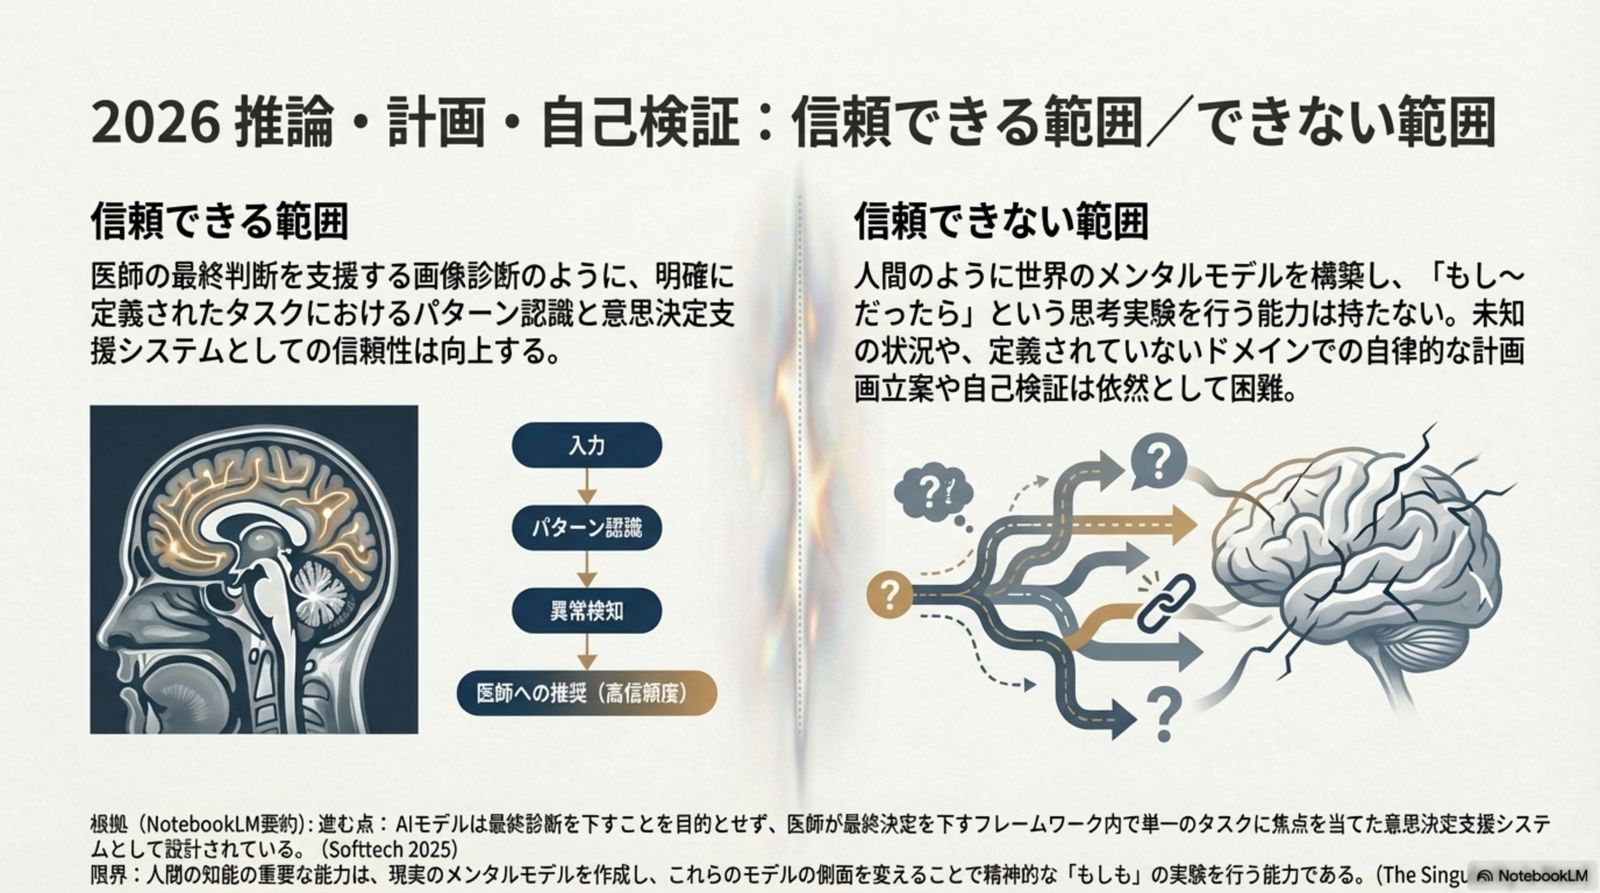 2026 推論・計画・自己検証：信頼できる範囲／できない範囲
信頼できる範囲
医師の最終判断を支援する画像診断のように、明確に
定義されたタスクにおけるパターン認識と意思決定支
援システムとしての信頼性は向上する。
入力
パターン認識
異常検知
医師への推奨（高信頼度）
信頼できない範囲
人間のように世界のメンタルモデルを構築し、「もし〜
だったら」という思考実験を行う能力は持たない。未知
の状況や、定義されていないドメインでの自律的な計画
画立案や自己検証は依然として困難。
?!
?
?
?
根拠（NotebookLM要約）: 進む点： AIモデルは最終診断を下すことを目的とせず、医師が最終決定を下すフレームワーク内で単一のタスクに焦点を当てた意思決定支援システ
ムとして設計されている。 (Softtech 2025)
限界：人間の知能の重要な能力は、現実のメンタルモデルを作成し、これらのモデルの側面を変えることで精神的な「もしも」の実験を行う能力である。(The Singu
NotebookLM